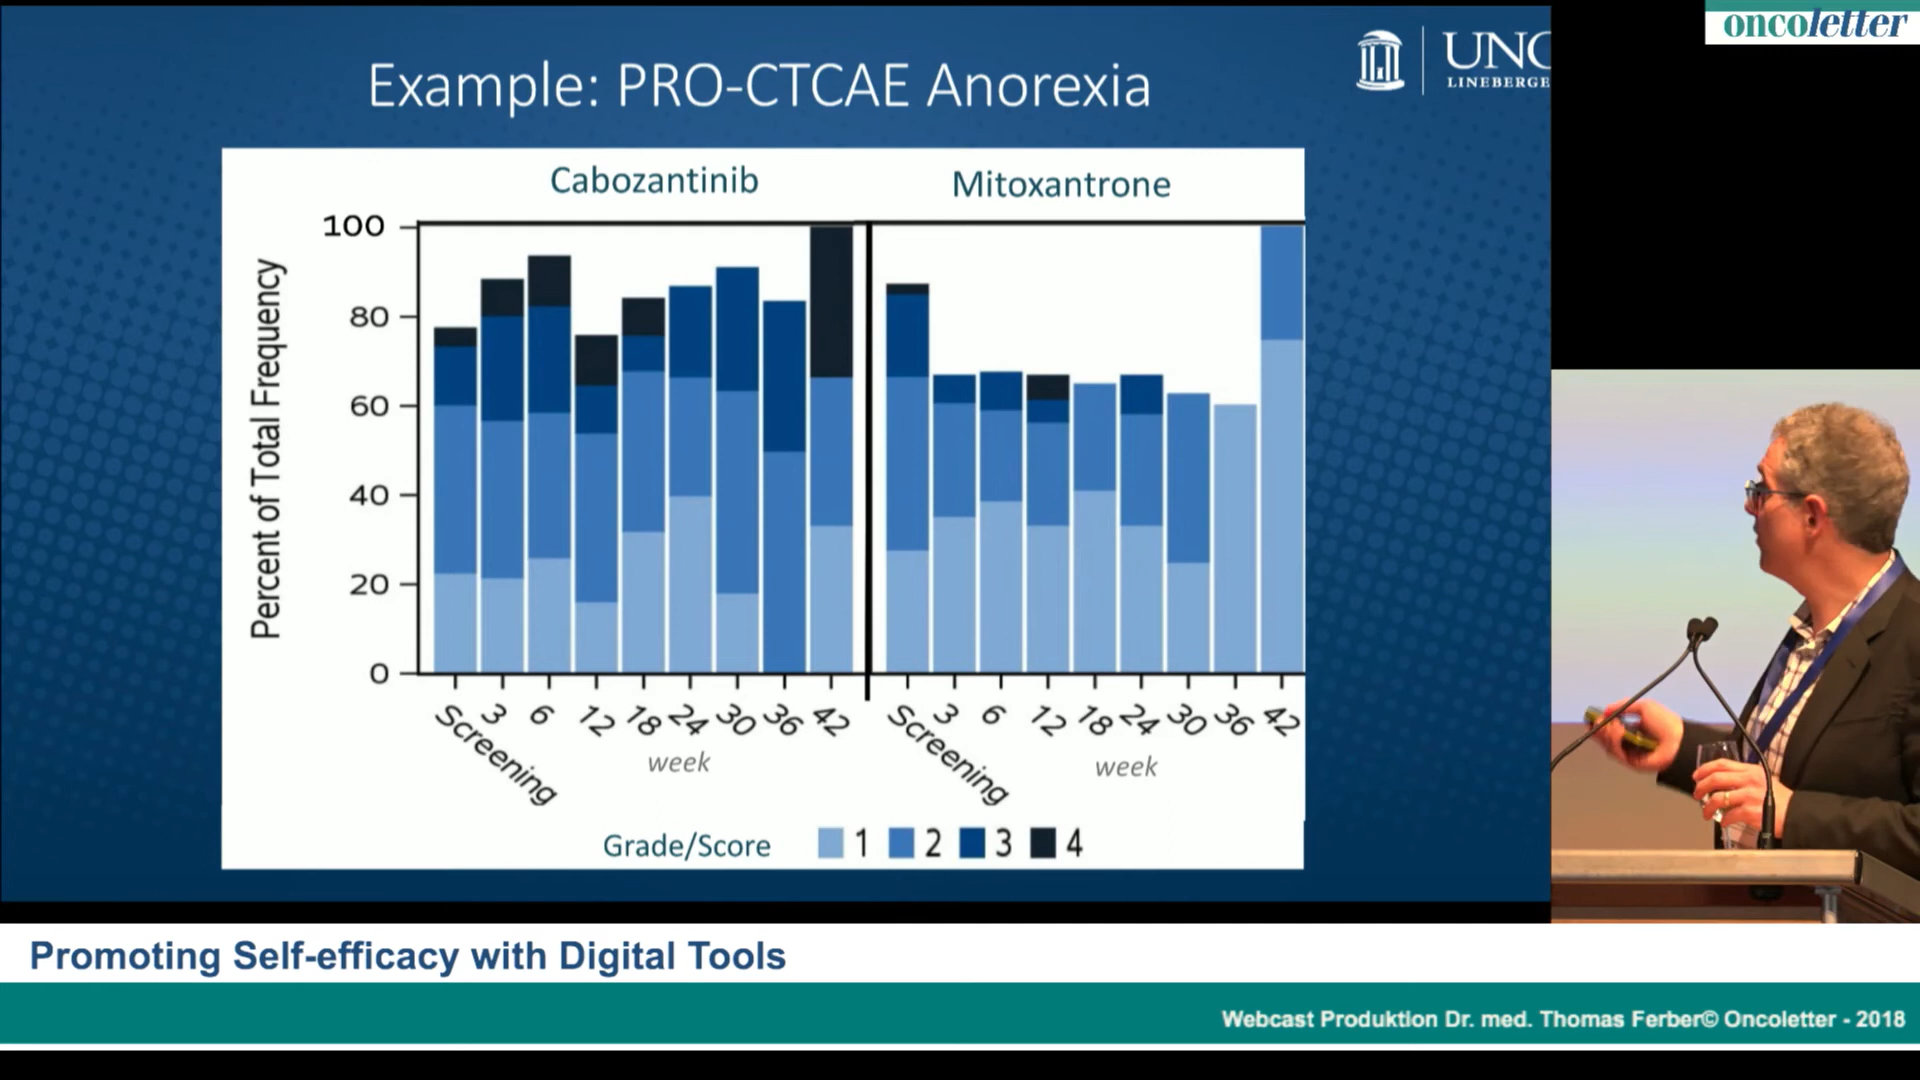 oncoletter
UNC
LINEBERGE
Example: PRO-CTCAE Anorexia
Cabozantinib
Mitoxantrone
Percent of Total Frequency
100
80
60
40
20
0
Screening 3 6 12 18 24 30 36 42
week
Screening 3 6 12 18 24 30 36 42
week
Grade/Score 1 2 3 4
Promoting Self-efficacy with Digital Tools
Webcast Produktion Dr. med. Thomas Ferber© Oncoletter - 2018